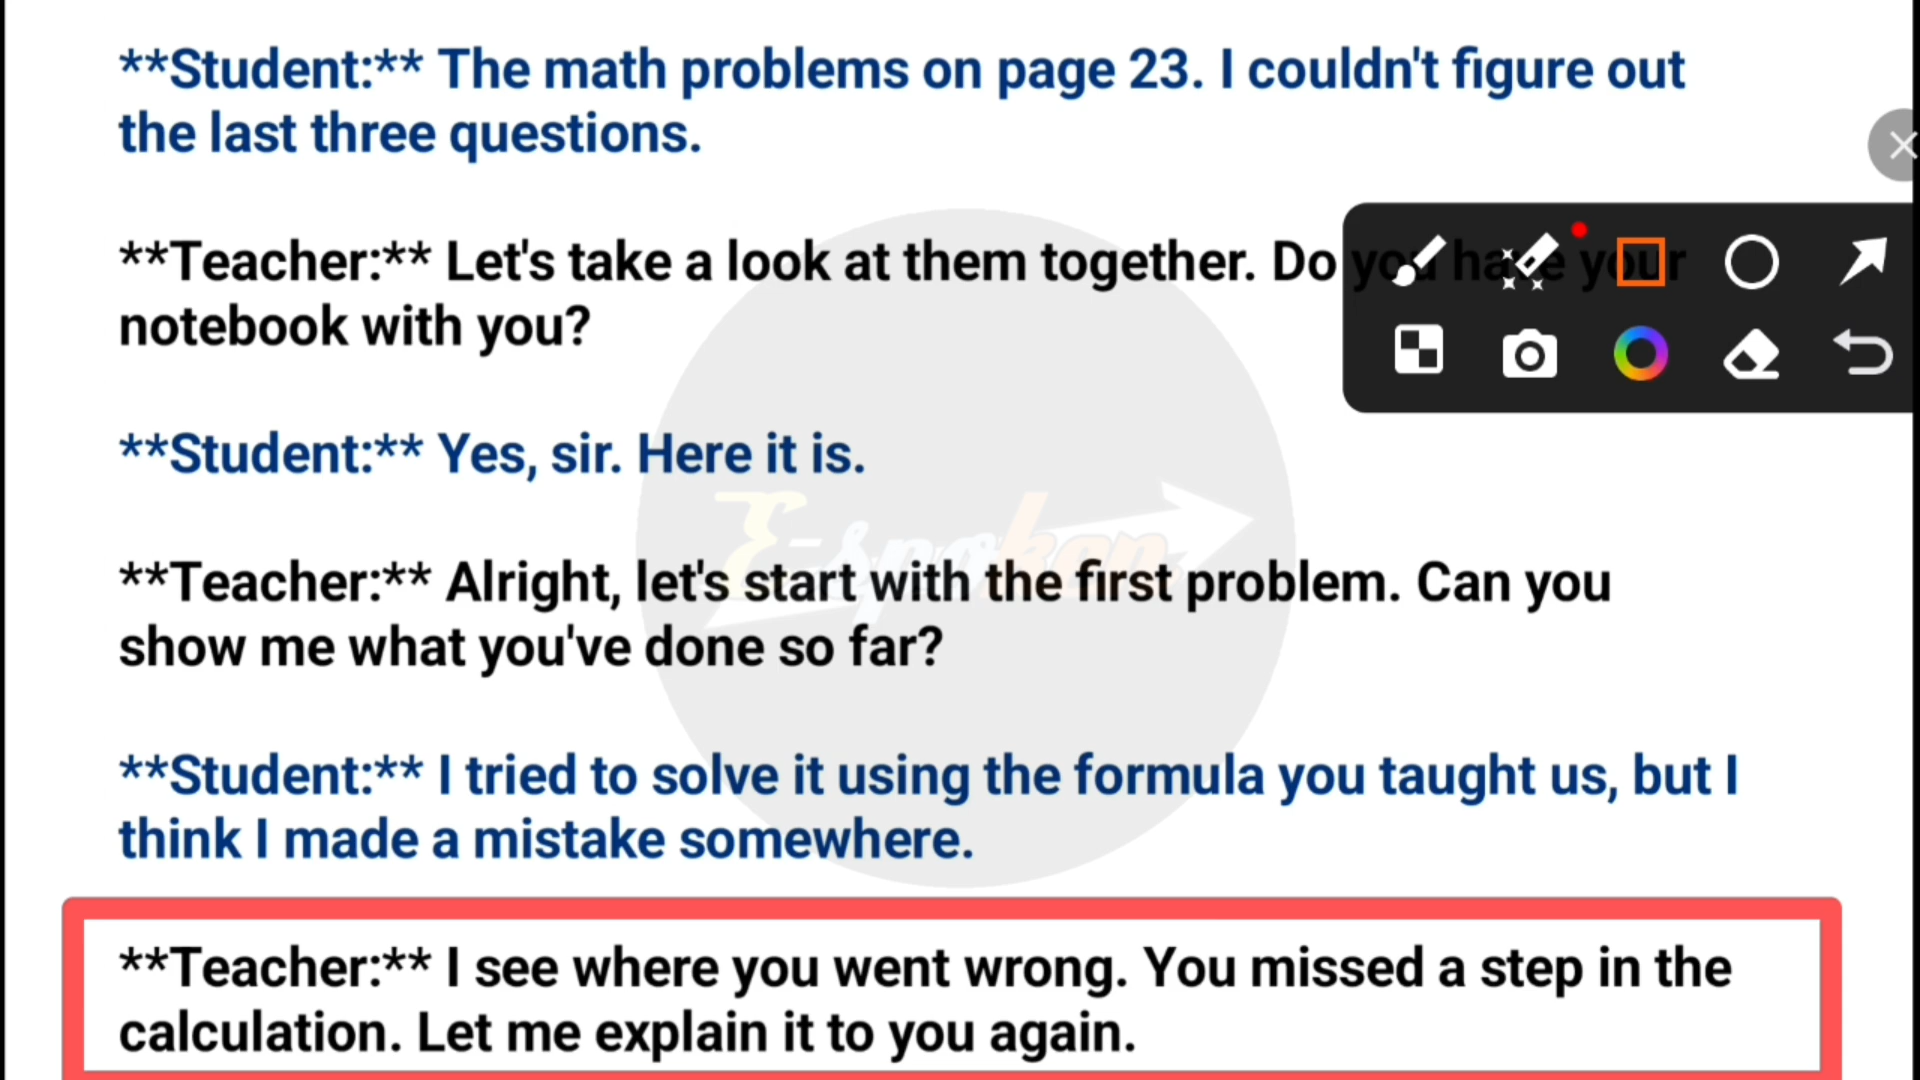 **Student:** The math problems on page 23. I couldn't figure out
the last three questions.
**Teacher:** Let's take a look at them together. Do you have your
notebook with you?
**Student:** Yes, sir. Here it is.
E-spoken
**Teacher:** Alright, let's start with the first problem. Can you
show me what you've done so far?
**Student:** I tried to solve it using the formula you taught us, but I
think I made a mistake somewhere.
**Teacher:** I see where you went wrong. You missed a step in the
calculation. Let me explain it to you again.